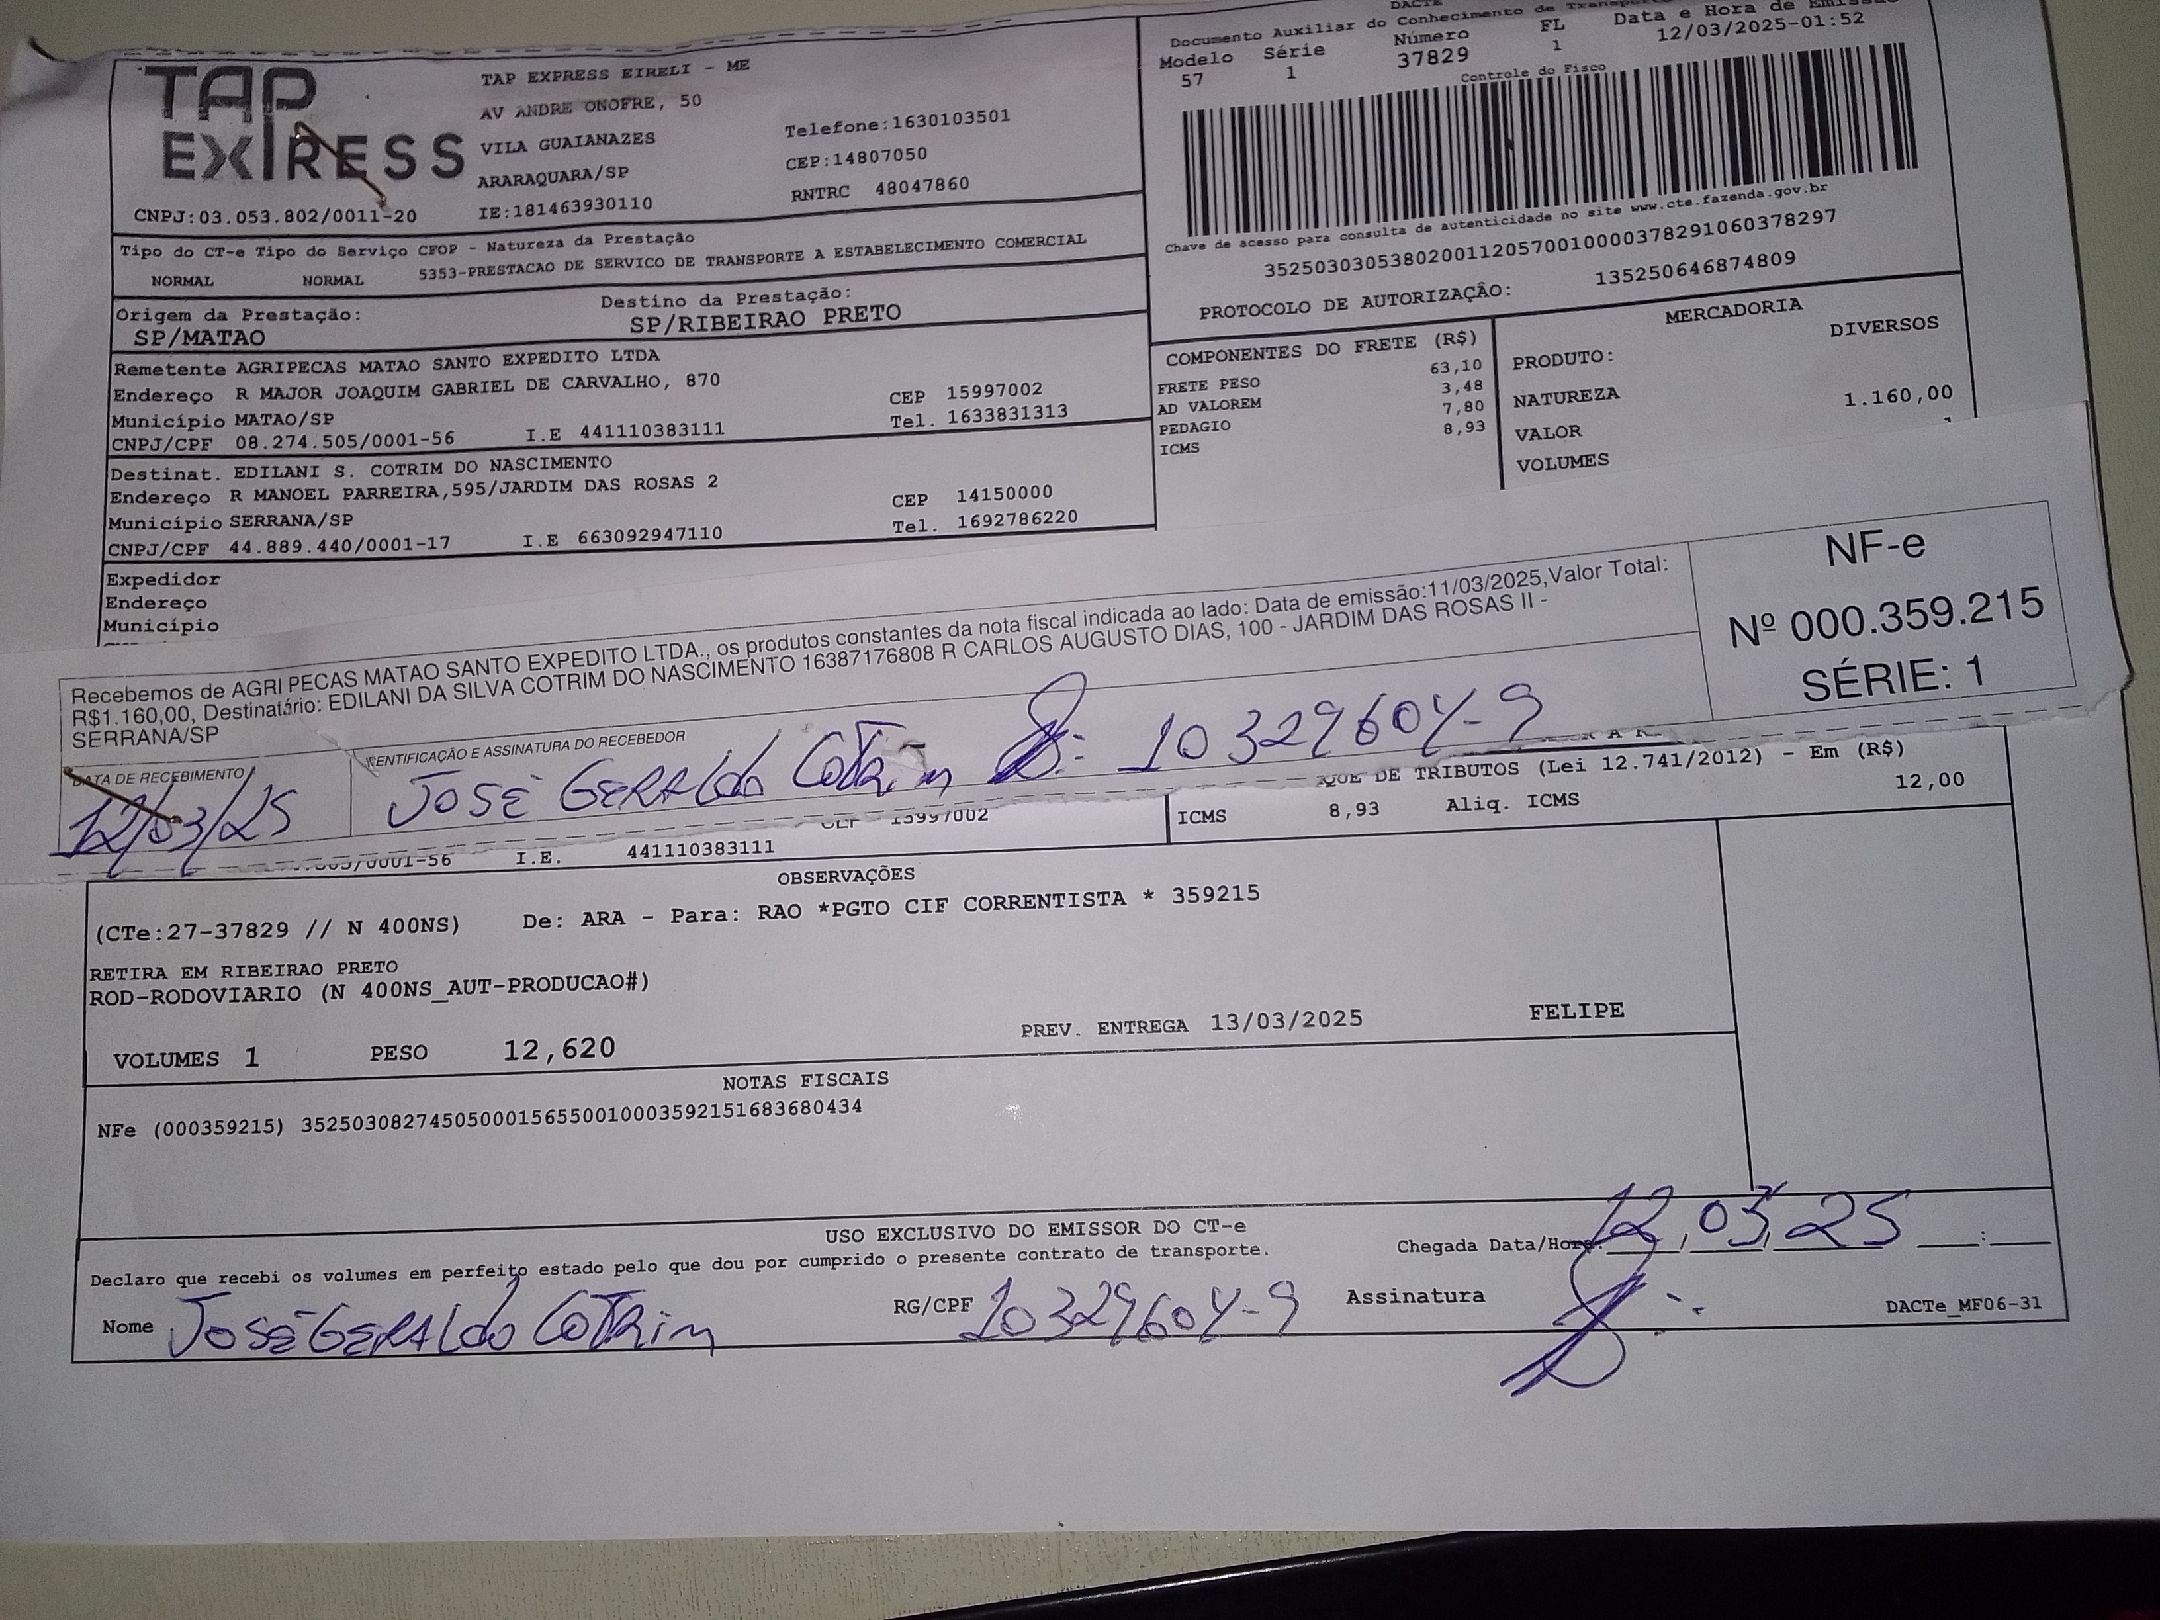 DACTE
Documento Auxiliar do Conhecimento de
Modelo Série Número FL Data e Hora de Emissão
57 1 37829 1 12/03/2025-01:52
Controle do Fisco
TAP EXPRESS
TAP EXPRESS EIRELI - ME
AV ANDRE ONOFRE, 50
VILA GUAIANAZES Telefone:1630103501
ARARAQUARA/SP CEP:14807050
CNPJ:03.053.802/0011-20 IE:181463930110 RNTRC 48047860
Chave de acesso para consulta de autenticidade no site www.cte.fazenda.gov.br
35250303053802001120570010000378291060378297
PROTOCOLO DE AUTORIZAÇÂO: 135250646874809
Tipo do CT-e Tipo do Serviço CFOP - Natureza da Prestação
NORMAL NORMAL 5353-PRESTACAO DE SERVICO DE TRANSPORTE A ESTABELECIMENTO COMERCIAL
Origem da Prestação: Destino da Prestação:
SP/MATAO SP/RIBEIRAO PRETO
Remetente AGRIPECAS MATAO SANTO EXPEDITO LTDA
Endereço R MAJOR JOAQUIM GABRIEL DE CARVALHO, 870 CEP 15997002
Município MATAO/SP Tel. 1633831313
CNPJ/CPF 08.274.505/0001-56 I.E 441110383111
Destinat. EDILANI S. COTRIM DO NASCIMENTO
Endereço R MANOEL PARREIRA,595/JARDIM DAS ROSAS 2 CEP 14150000
Município SERRANA/SP Tel. 1692786220
CNPJ/CPF 44.889.440/0001-17 I.E 663092947110
Expedidor
Endereço
Município
COMPONENTES DO FRETE (R$)
FRETE PESO 63,10
AD VALOREM 3,48
PEDAGIO 7,80
ICMS 8,93
MERCADORIA
PRODUTO: DIVERSOS
NATUREZA
VALOR 1.160,00
VOLUMES
Recebemos de AGRI PECAS MATAO SANTO EXPEDITO LTDA., os produtos constantes da nota fiscal indicada ao lado: Data de emissão:11/03/2025,Valor Total:
R$1.160,00, Destinatário: EDILANI DA SILVA COTRIM DO NASCIMENTO 16387176808 R CARLOS AUGUSTO DIAS, 100 - JARDIM DAS ROSAS II -
SERRANA/SP
NF-e
Nº 000.359.215
SÉRIE: 1
DATA DE RECEBIMENTO IDENTIFICAÇÃO E ASSINATURA DO RECEBEDOR
12/03/25 JOSÉ GERALDO COTRIM 10329604-9
QUE DE TRIBUTOS (Lei 12.741/2012) - Em (R$)
ICMS 8,93 Aliq. ICMS 12,00
CEP 15997002
/0001-56 I.E. 441110383111
OBSERVAÇÕES
(CTe:27-37829 // N 400NS) De: ARA - Para: RAO *PGTO CIF CORRENTISTA * 359215
RETIRA EM RIBEIRAO PRETO
ROD-RODOVIARIO (N 400NS_AUT-PRODUCAO#)
PREV. ENTREGA 13/03/2025 FELIPE
VOLUMES 1 PESO 12,620
NOTAS FISCAIS
NFe (000359215) 35250308274505000156550010003592151683680434
USO EXCLUSIVO DO EMISSOR DO CT-e
Declaro que recebi os volumes em perfeito estado pelo que dou por cumprido o presente contrato de transporte.
Chegada Data/Hora: 12,03,25 :
Nome JOSÉ GERALDO COTRIM RG/CPF 10329604-9 Assinatura
DACTe_MF06-31